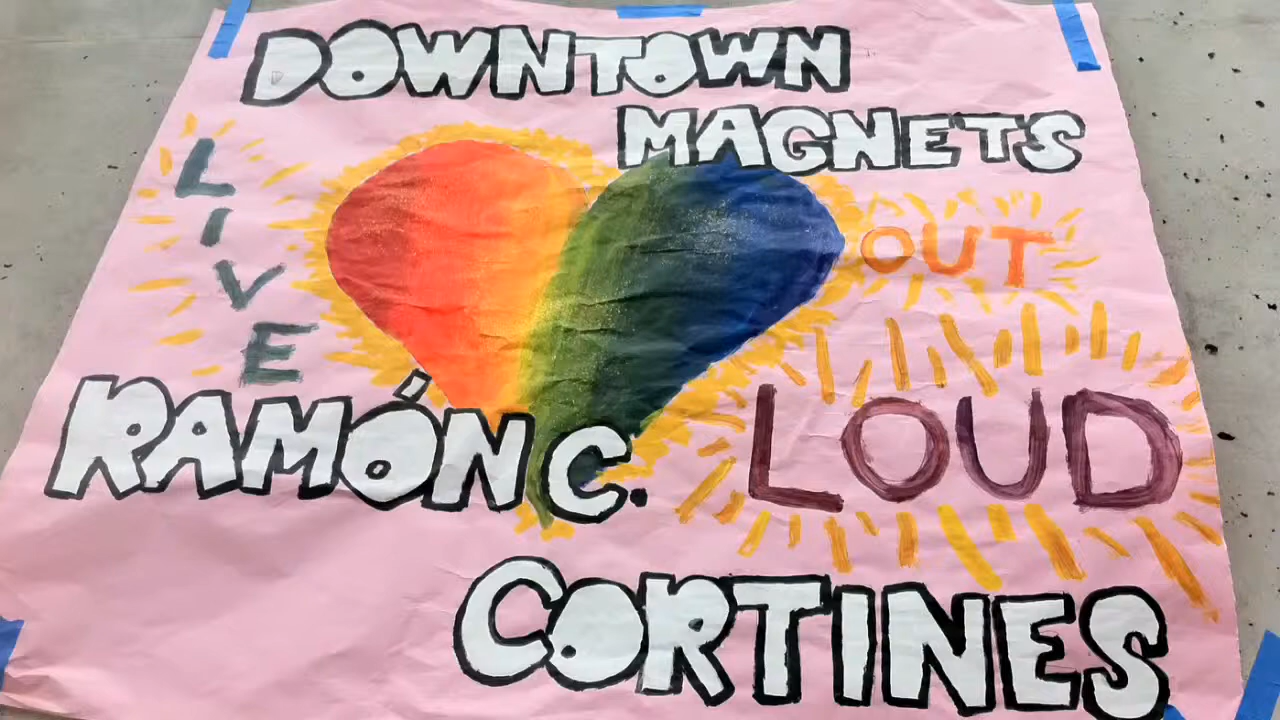 DOWNTOWN
MAGNETS
LIVE
OUT
LOUD
RAMÓN C.
CORTINES